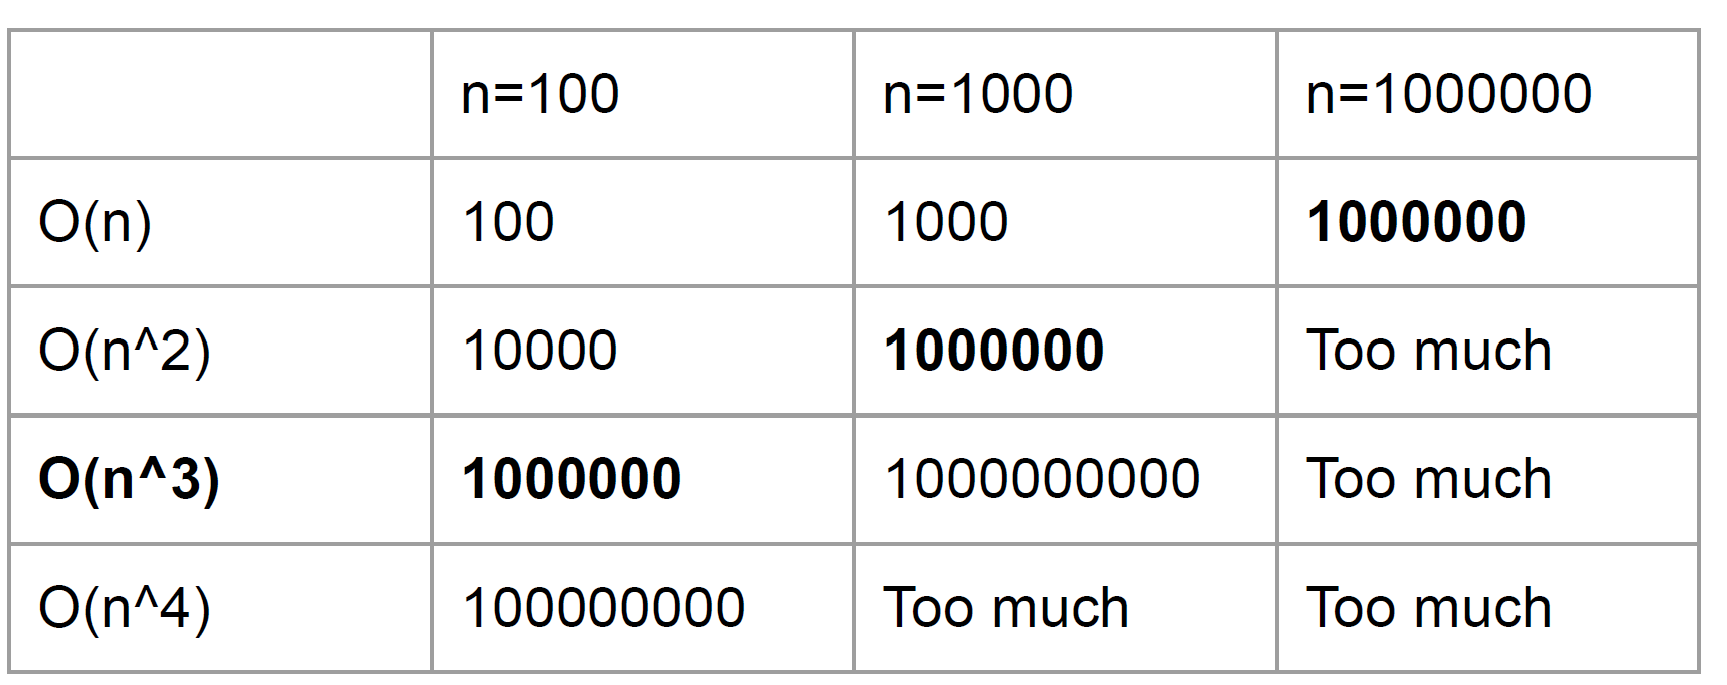 n=100 n=1000 n=1000000
O(n) 100 1000 1000000
O(n^2) 10000 1000000 Too much
O(n^3) 1000000 1000000000 Too much
O(n^4) 100000000 Too much Too much